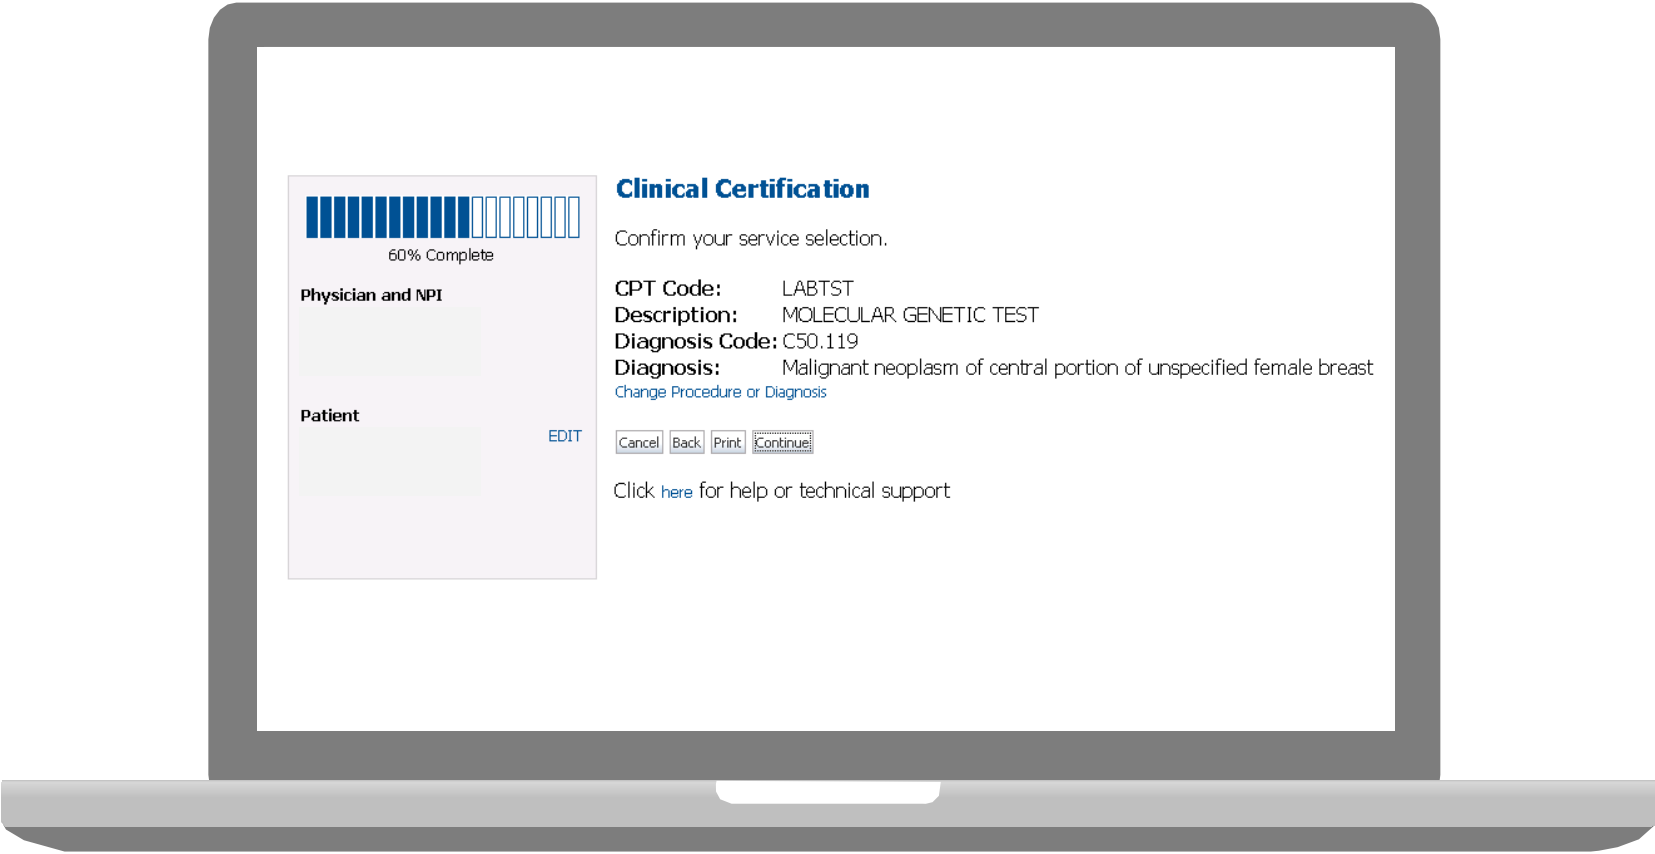 60% Complete
Physician and NPI
Patient
EDIT
Clinical Certification
Confirm your service selection.
CPT Code: LABTST
Description: MOLECULAR GENETIC TEST
Diagnosis Code: C50.119
Diagnosis: Malignant neoplasm of central portion of unspecified female breast
Change Procedure or Diagnosis
Cancel Back Print Continue
Click here for help or technical support